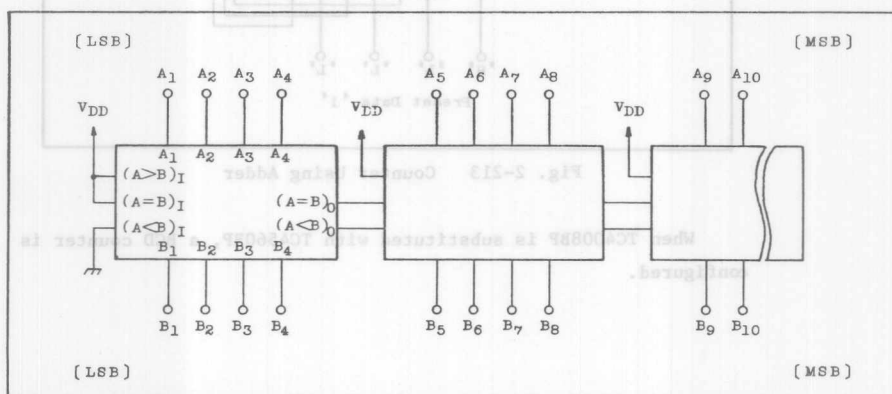 [LSB] [MSB]
A1 A2 A3 A4 A5 A6 A7 A8 A9 A10
VDD VDD VDD
A1 A2 A3 A4
(A>B)I
(A=B)I (A=B)O
(A<B)I (A<B)O
B1 B2 B3 B4
B1 B2 B3 B4 B5 B6 B7 B8 B9 B10
[LSB] [MSB]
Preset Data 'i'
Fig. 2-213 Counter Using Adder
When TC4008BP is substituted with TC4560BP, a BCD counter is
configured.